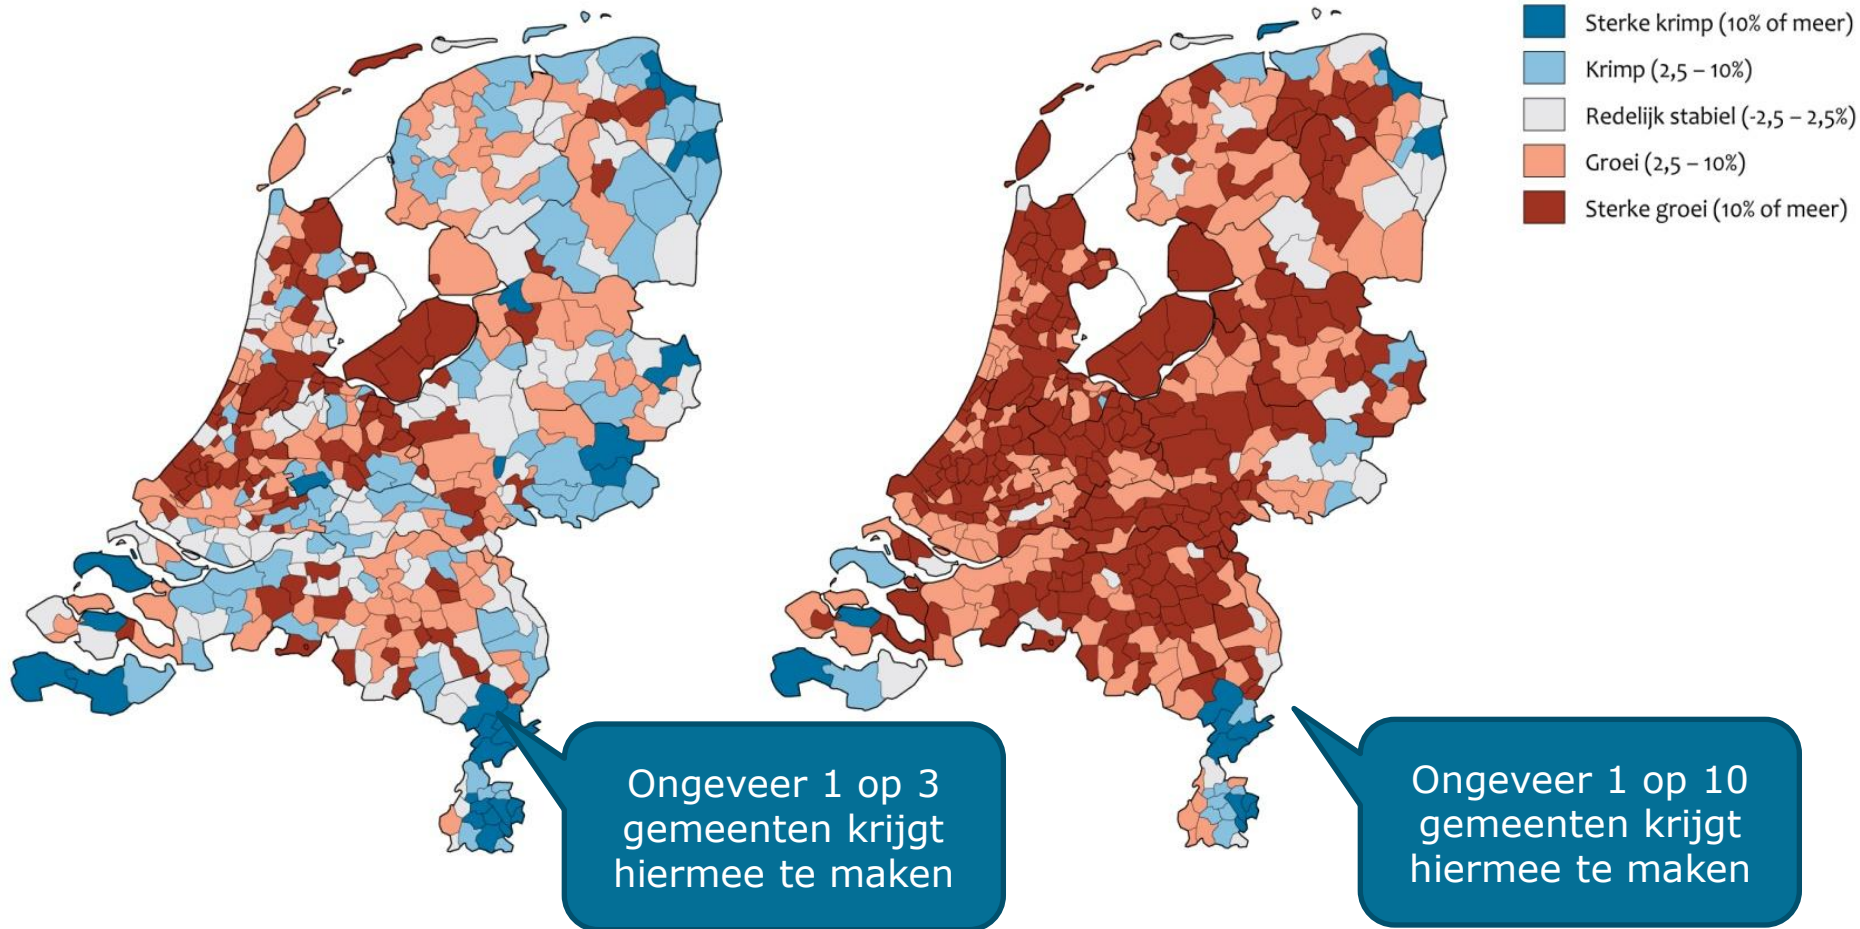 Sterke krimp (10% of meer)
Krimp (2,5 – 10%)
Redelijk stabiel (-2,5 – 2,5%)
Groei (2,5 – 10%)
Sterke groei (10% of meer)
Ongeveer 1 op 3
gemeenten krijgt
hiermee te maken
Ongeveer 1 op 10
gemeenten krijgt
hiermee te maken